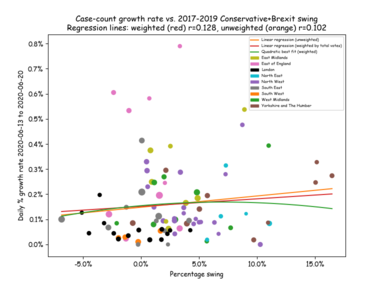 Case-count growth rate vs. 2017-2019 Conservative+Brexit swing
Regression lines: weighted (red) r=0.128, unweighted (orange) r=0.102
Linear regression (unweighted)
Linear regression (weighted by total votes)
Quadratic best fit (weighted)
East Midlands
East of England
London
North East
North West
South East
South West
West Midlands
Yorkshire and The Humber
Daily % growth rate 2020-06-13 to 2020-06-20
0.8%
0.7%
0.6%
0.5%
0.4%
0.3%
0.2%
0.1%
0.0%
-5.0%
0.0%
5.0%
10.0%
15.0%
Percentage swing